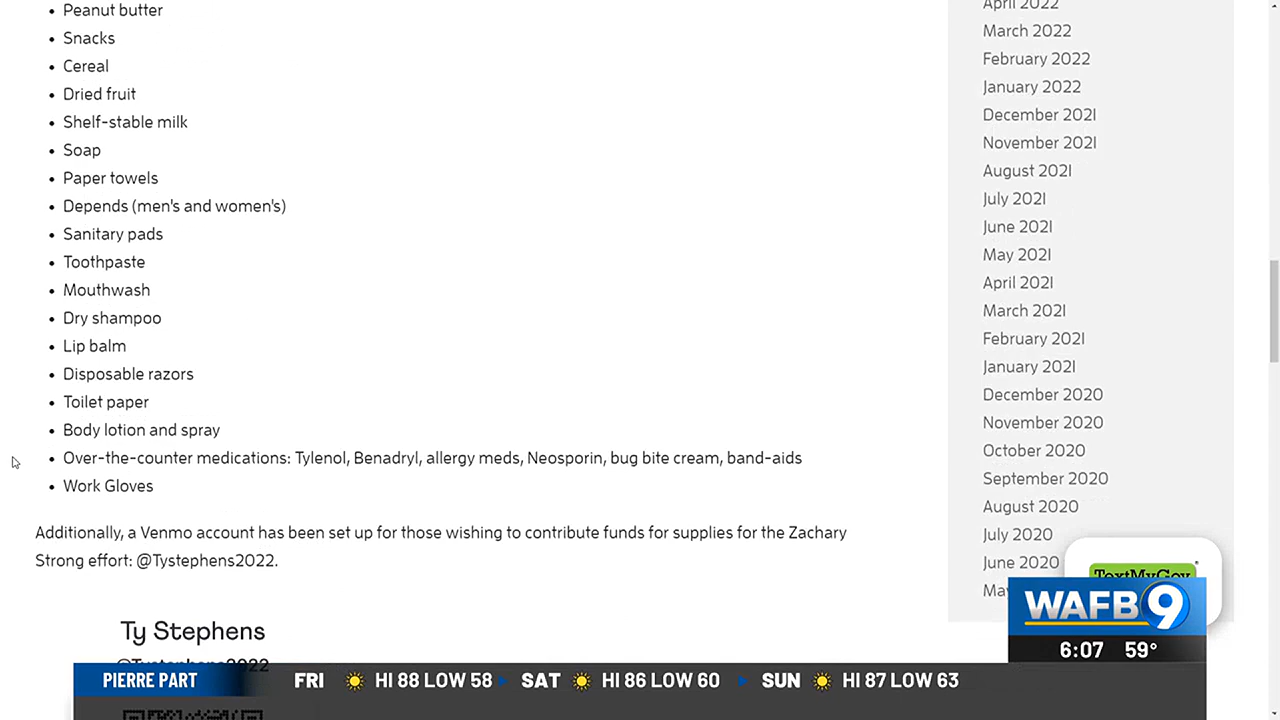 Peanut butter
Snacks
Cereal
Dried fruit
Shelf-stable milk
Soap
Paper towels
Depends (men's and women's)
Sanitary pads
Toothpaste
Mouthwash
Dry shampoo
Lip balm
Disposable razors
Toilet paper
Body lotion and spray
Over-the-counter medications: Tylenol, Benadryl, allergy meds, Neosporin, bug bite cream, band-aids
Work Gloves
Additionally, a Venmo account has been set up for those wishing to contribute funds for supplies for the Zachary
Strong effort: @Tystephens2022.
Ty Stephens
@Tystephens2022
April 2022
March 2022
February 2022
January 2022
December 2021
November 2021
August 2021
July 2021
June 2021
May 2021
April 2021
March 2021
February 2021
January 2021
December 2020
November 2020
October 2020
September 2020
August 2020
July 2020
June 2020
May
TextMyGov
WAFB 9
6:07 59°
PIERRE PART FRI HI 88 LOW 58 SAT HI 86 LOW 60 SUN HI 87 LOW 63